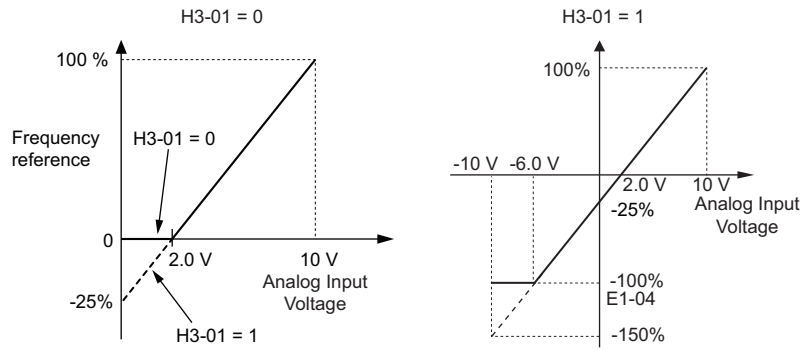 H3-01 = 0
100 %
Frequency
reference
H3-01 = 0
0
2.0 V
10 V
Analog Input
Voltage
-25%
H3-01 = 1
H3-01 = 1
100%
-10 V
-6.0 V
2.0 V
10 V
Analog Input
Voltage
-25%
-100%
E1-04
-150%